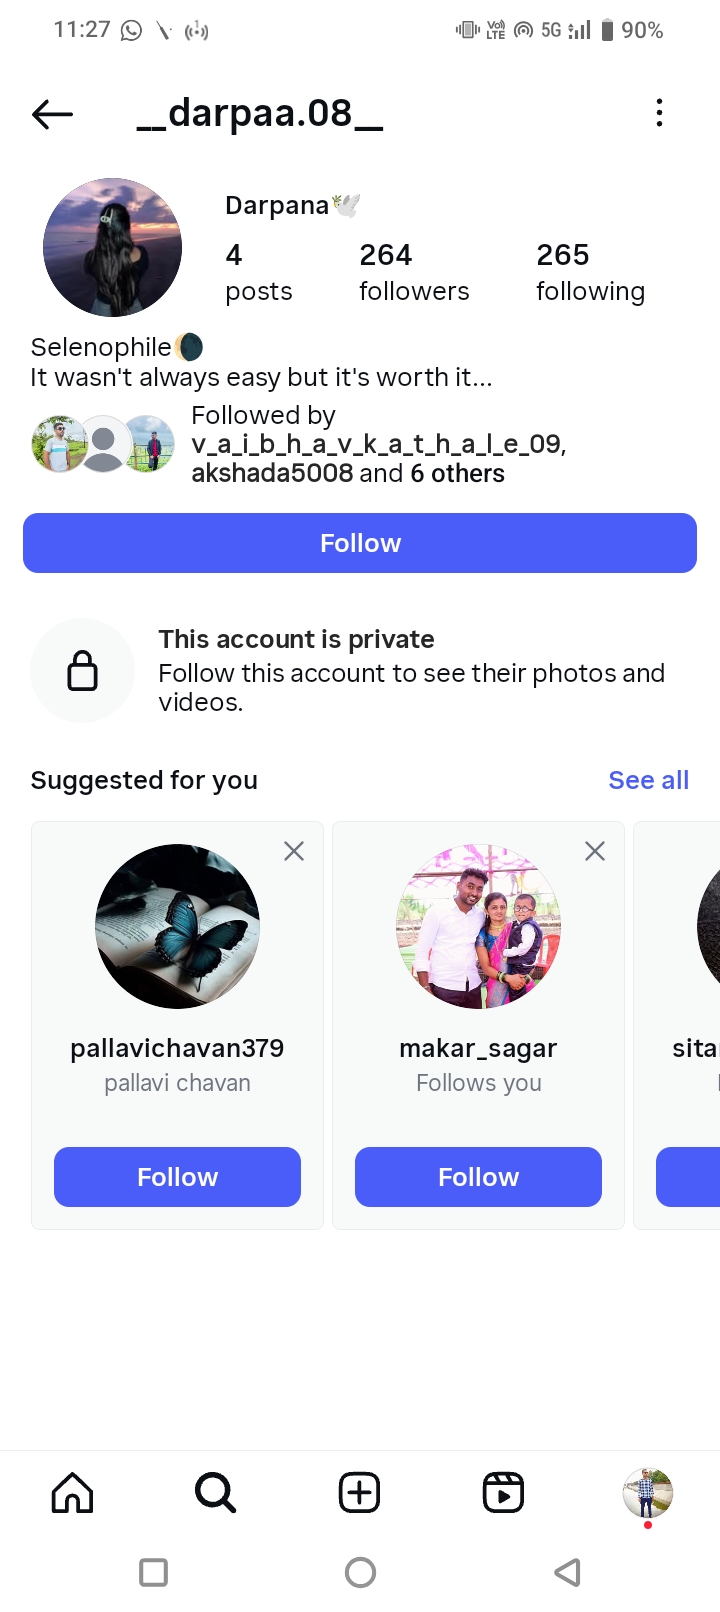 11:27 Vo) LTE 5G 90%
__darpaa.08__
Darpana🕊️
4 264 265
posts followers following
Selenophile🌘
It wasn't always easy but it's worth it...
Followed by
v_a_i_b_h_a_v_k_a_t_h_a_l_e_09,
akshada5008 and 6 others
Follow
This account is private
Follow this account to see their photos and
videos.
Suggested for you See all
pallavichavan379 makar_sagar sita
pallavi chavan Follows you
Follow Follow